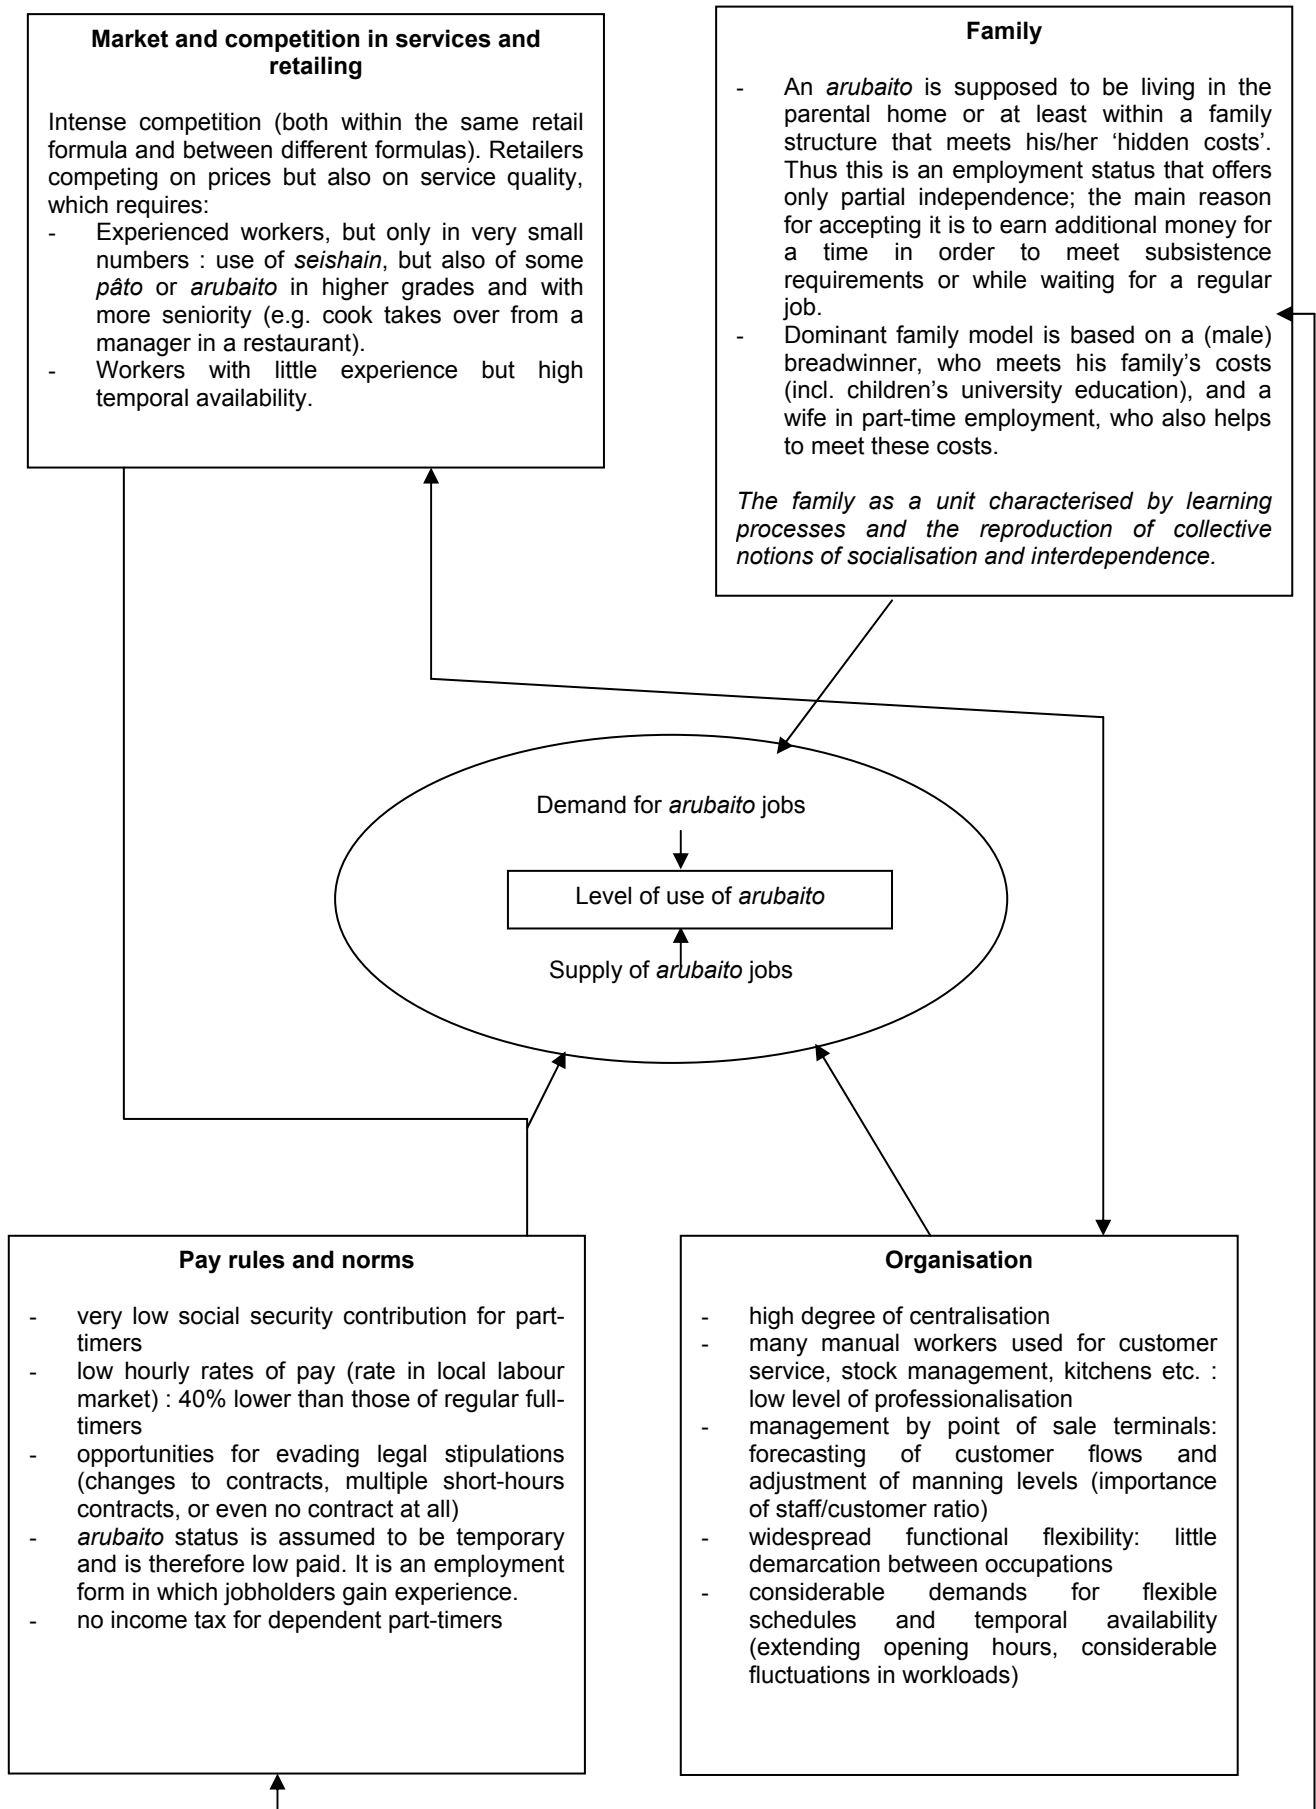 Market and competition in services and
retailing
Intense competition (both within the same retail
formula and between different formulas). Retailers
competing on prices but also on service quality,
which requires:
- Experienced workers, but only in very small
numbers : use of seishain, but also of some
pâto or arubaito in higher grades and with
more seniority (e.g. cook takes over from a
manager in a restaurant).
- Workers with little experience but high
temporal availability.
Family
- An arubaito is supposed to be living in the
parental home or at least within a family
structure that meets his/her ‘hidden costs’.
Thus this is an employment status that offers
only partial independence; the main reason
for accepting it is to earn additional money for
a time in order to meet subsistence
requirements or while waiting for a regular
job.
- Dominant family model is based on a (male)
breadwinner, who meets his family’s costs
(incl. children’s university education), and a
wife in part-time employment, who also helps
to meet these costs.
The family as a unit characterised by learning
processes and the reproduction of collective
notions of socialisation and interdependence.
Demand for arubaito jobs
Level of use of arubaito
Supply of arubaito jobs
Pay rules and norms
- very low social security contribution for part-
timers
- low hourly rates of pay (rate in local labour
market) : 40% lower than those of regular full-
timers
- opportunities for evading legal stipulations
(changes to contracts, multiple short-hours
contracts, or even no contract at all)
- arubaito status is assumed to be temporary
and is therefore low paid. It is an employment
form in which jobholders gain experience.
- no income tax for dependent part-timers
Organisation
- high degree of centralisation
- many manual workers used for customer
service, stock management, kitchens etc. :
low level of professionalisation
- management by point of sale terminals:
forecasting of customer flows and
adjustment of manning levels (importance
of staff/customer ratio)
- widespread functional flexibility: little
demarcation between occupations
- considerable demands for flexible
schedules and temporal availability
(extending opening hours, considerable
fluctuations in workloads)